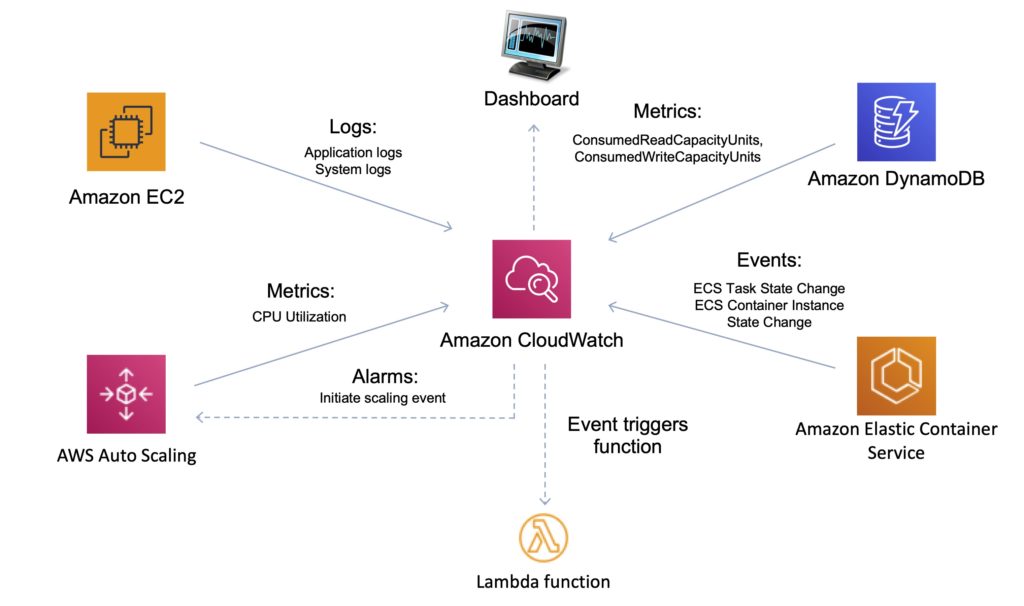 Dashboard
Amazon EC2
Logs:
Application logs
System logs
Metrics:
ConsumedReadCapacityUnits,
ConsumedWriteCapacityUnits
Amazon DynamoDB
Metrics:
CPU Utilization
Amazon CloudWatch
Events:
ECS Task State Change
ECS Container Instance
State Change
AWS Auto Scaling
Alarms:
Initiate scaling event
Event triggers
function
Amazon Elastic Container
Service
Lambda function